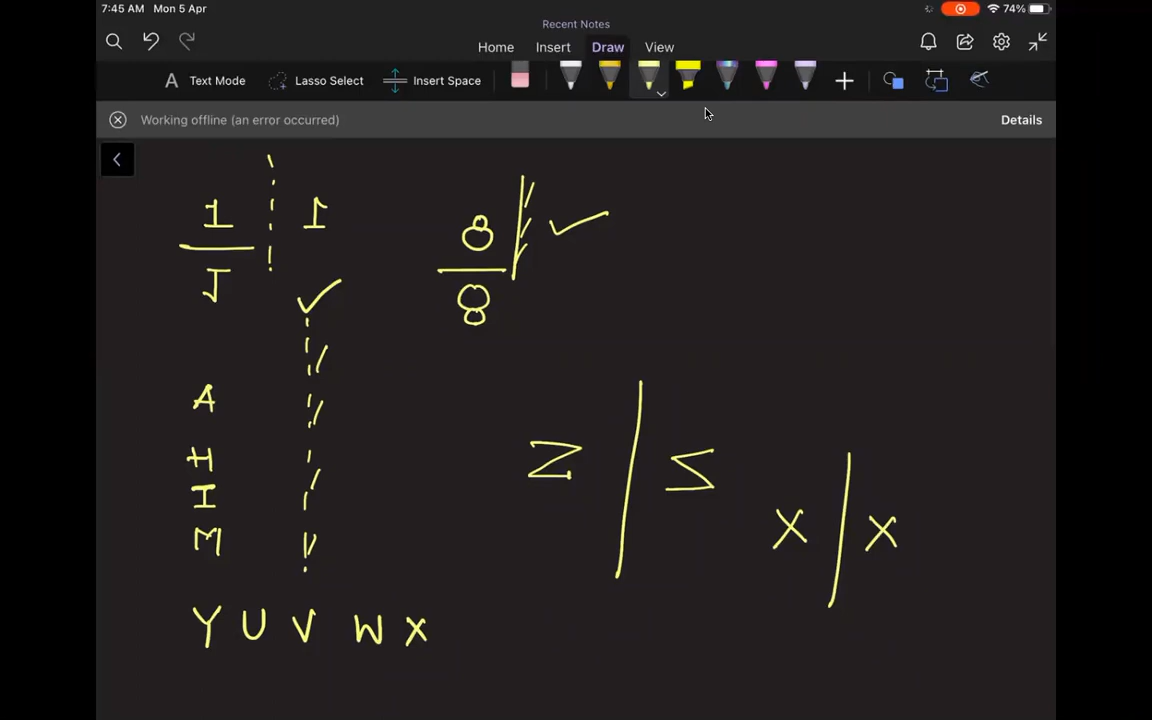 7:45 AM Mon 5 Apr
74%
Recent Notes
Home Insert Draw View
Text Mode Lasso Select Insert Space
Working offline (an error occurred) Details
1 1
8
8
A
H
I
M
Z
X X
Y U V W X